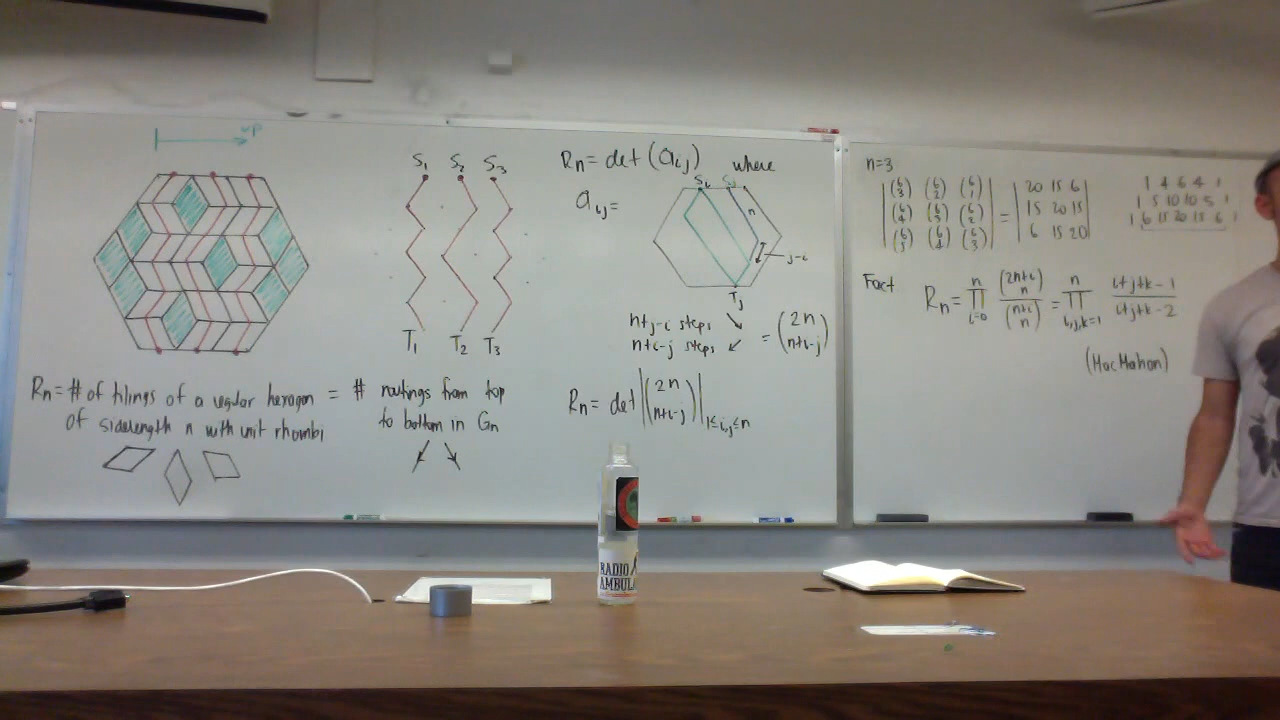 up
S₁ S₂ S₃
T₁ T₂ T₃
Rn = # of tilings of a regular hexagon = # routings from top
of sidelength n with unit rhombi to bottom in Gn
Rn = det (aij) where
aij =
Si Sj
n
j-i
Tj
n+j-i steps ↘
n+i-j steps ↙
= (2n n+i-j)
Rn = det |(2n n+i-j)| 1≤i,j≤n
n=3
|(6 3) (6 2) (6 1)| = |20 15 6|
|(6 4) (6 3) (6 2)| |15 20 15|
|(6 5) (6 4) (6 3)| |6 15 20|
1 4 6 4 1
1 5 10 10 5 1
1 6 15 20 15 6 1
Fact Rn = ∏ i=0 n (2n+i n) / (n+i n) = ∏ i,j,k=1 n (i+j+k-1) / (i+j+k-2)
(MacMahon)
RADIO
AMBUL